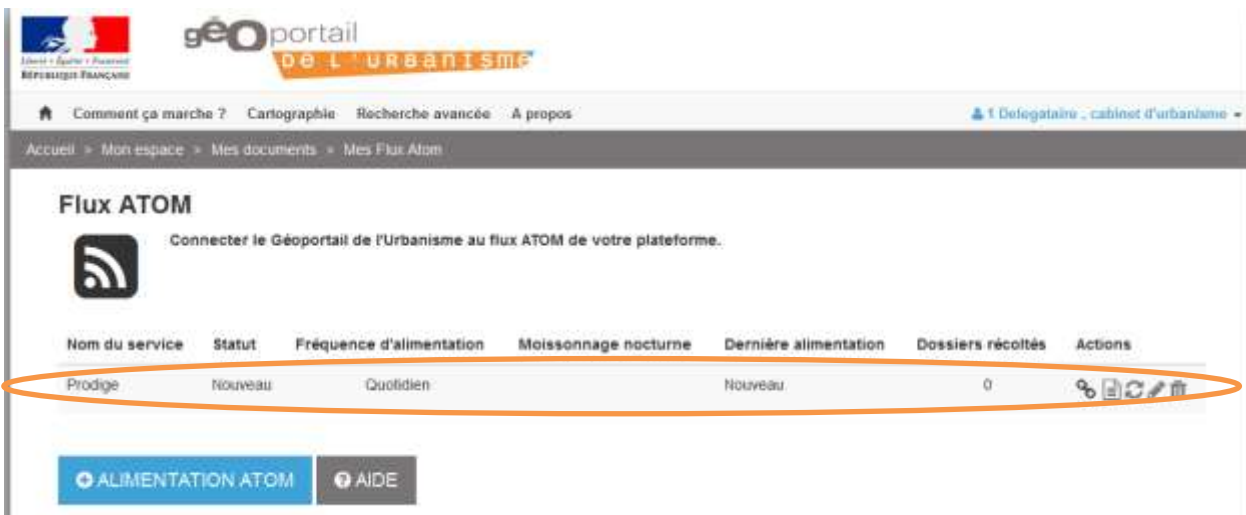 géoportail
DE L'URBANISME
Liberté • Égalité • Fraternité
RÉPUBLIQUE FRANÇAISE
Comment ça marche ? Cartographie Recherche avancée A propos 1 Delegataire , cabinet d'urbanisme
Accueil » Mon espace » Mes documents » Mes Flux Atom
Flux ATOM
Connecter le Géoportail de l'Urbanisme au flux ATOM de votre plateforme.
Nom du service Statut Fréquence d'alimentation Moissonnage nocturne Dernière alimentation Dossiers récoltés Actions
Prodige Nouveau Quotidien Nouveau 0
ALIMENTATION ATOM AIDE